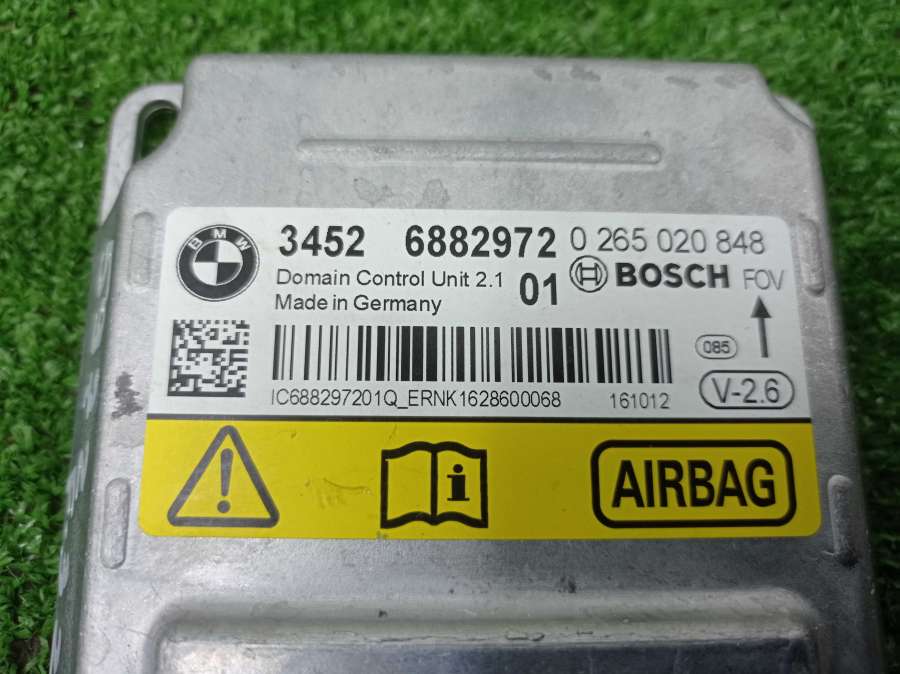 BMW
3452 6882972 0 265 020 848
Domain Control Unit 2.1 01 BOSCH FOV
Made in Germany
085
IC688297201Q_ERNK1628600068 161012 V-2.6
i AIRBAG